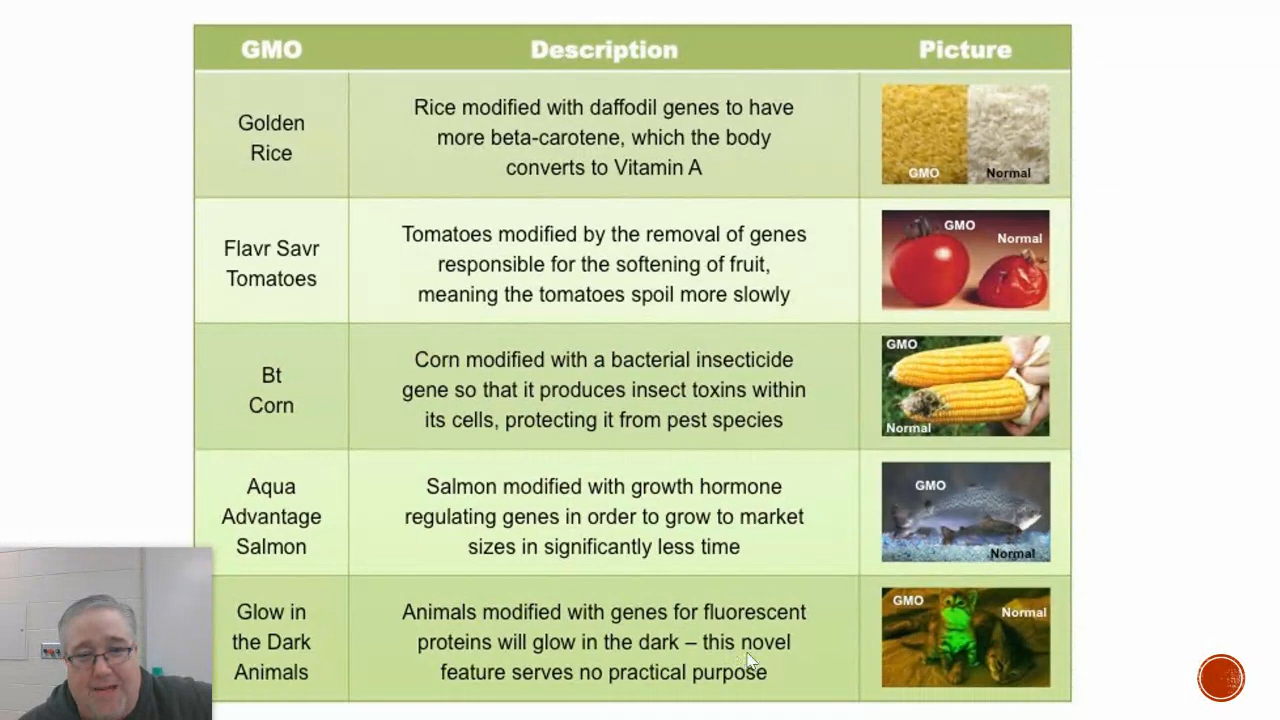 GMO
Description
Picture
Golden
Rice
Rice modified with daffodil genes to have
more beta-carotene, which the body
converts to Vitamin A
GMO
Normal
Flavr Savr
Tomatoes
Tomatoes modified by the removal of genes
responsible for the softening of fruit,
meaning the tomatoes spoil more slowly
GMO
Normal
Bt
Corn
Corn modified with a bacterial insecticide
gene so that it produces insect toxins within
its cells, protecting it from pest species
GMO
Normal
Aqua
Advantage
Salmon
Salmon modified with growth hormone
regulating genes in order to grow to market
sizes in significantly less time
GMO
Normal
Glow in
the Dark
Animals
Animals modified with genes for fluorescent
proteins will glow in the dark – this novel
feature serves no practical purpose
GMO
Normal